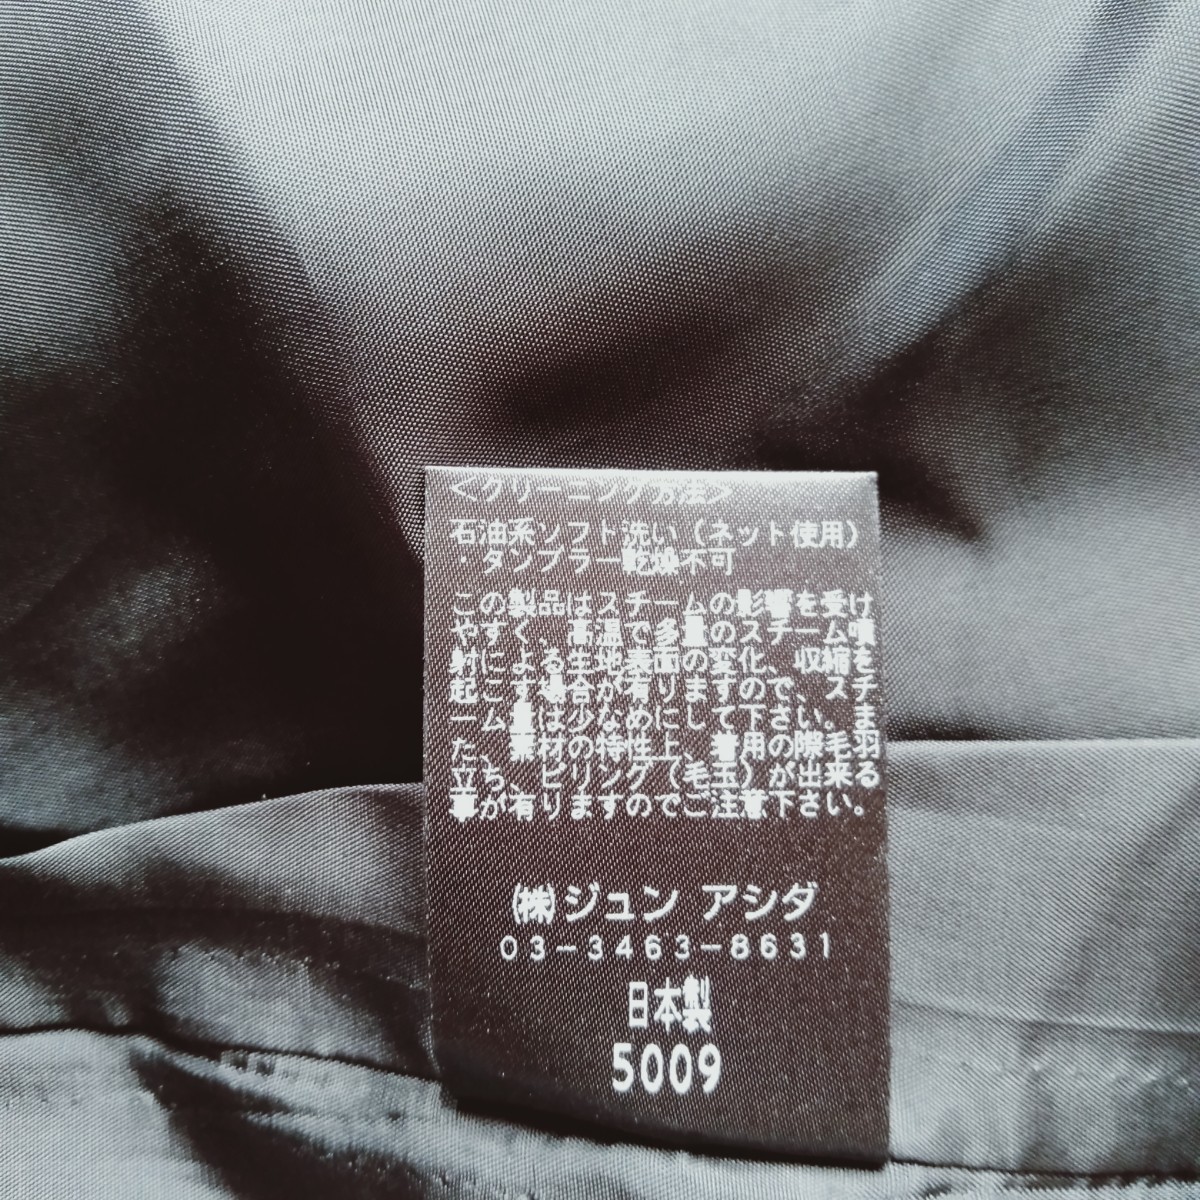 <クリーニング方法>
石油系ソフト洗い(ネット使用)
・タンブラー乾燥不可
この製品はスチームの影響を受け
やすく、高温で多量のスチーム噴
射による生地表面の変化、収縮を
起こす場合が有りますので、スチ
ーム量は少なめにして下さい。ま
た、素材の特性上、着用の際毛羽
立ち、ピリング(毛玉)が出来る
事が有りますのでご注意下さい。
(株)ジュン アシダ
03-3463-8631
日本製
5009